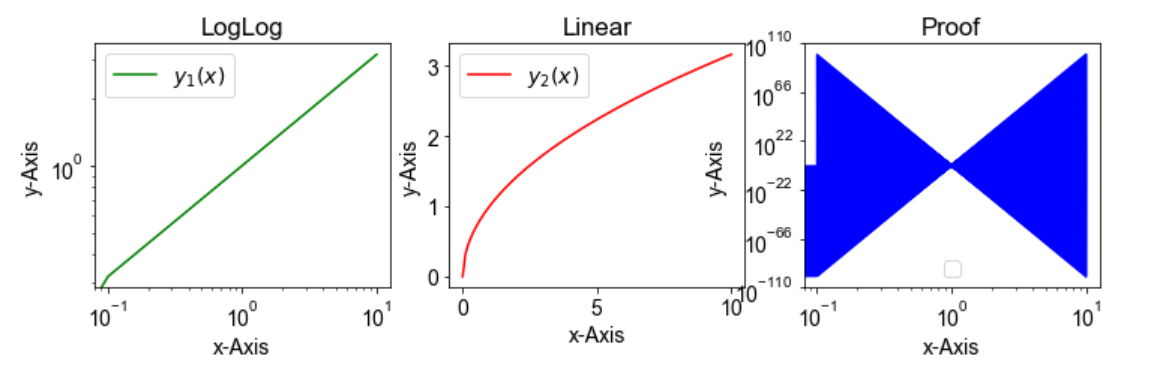 LogLog
y₁(x)
y-Axis
10⁰
10⁻¹ 10⁰ 10¹
x-Axis
Linear
y₂(x)
y-Axis
3
2
1
0
0 5 10
x-Axis
Proof
y-Axis
10¹¹⁰
10⁶⁶
10²²
10⁻²²
10⁻⁶⁶
10⁻¹¹⁰
10⁻¹ 10⁰ 10¹
x-Axis